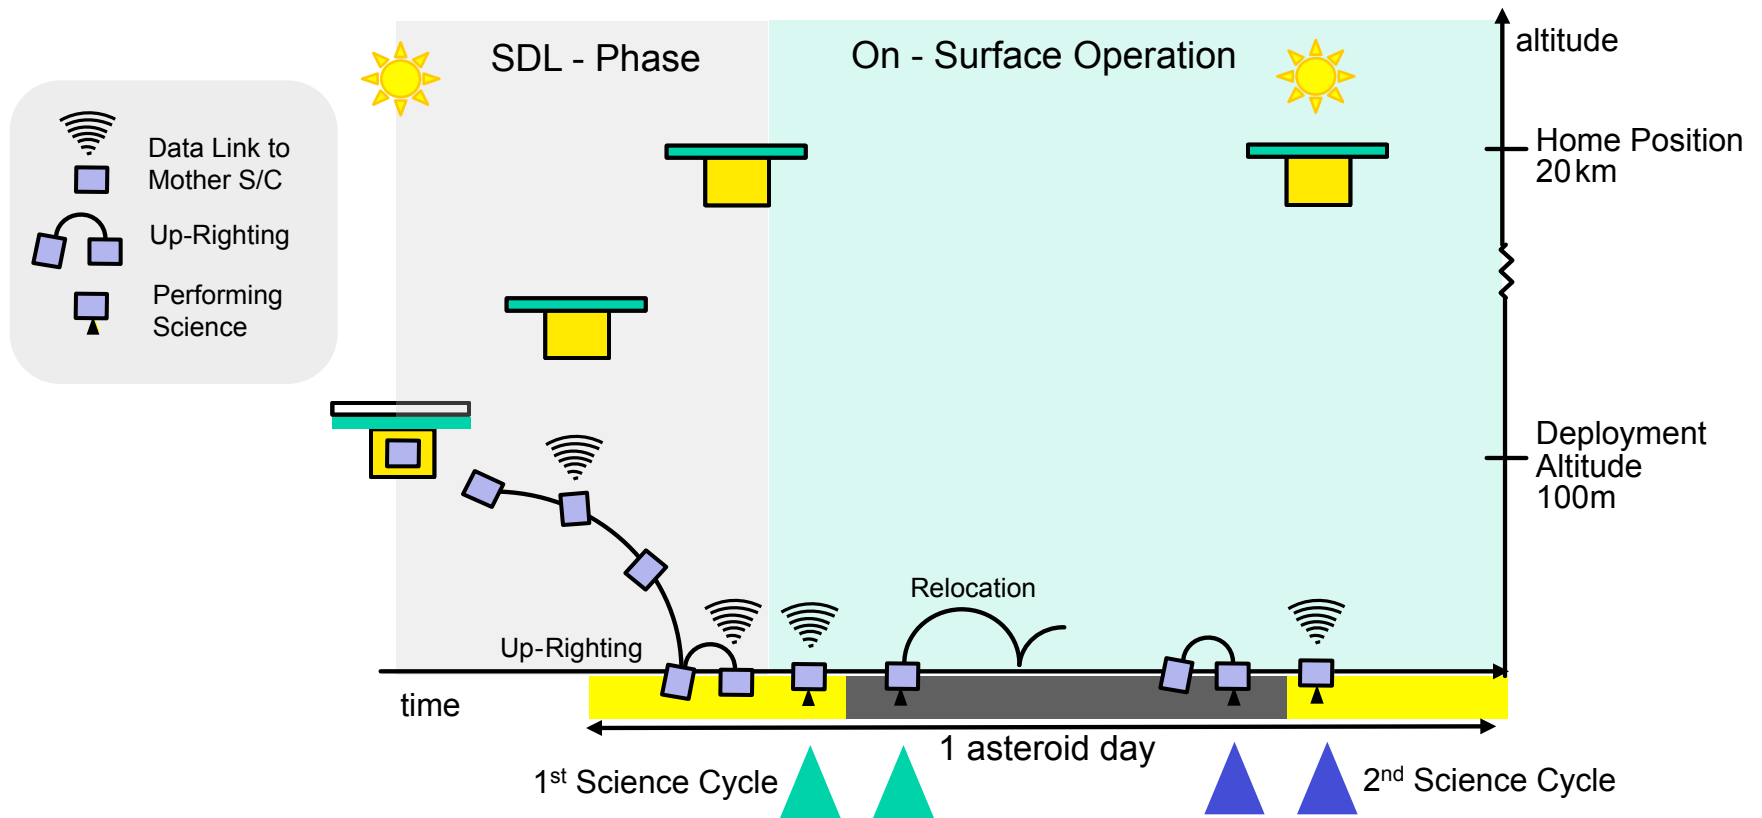 SDL - Phase
On - Surface Operation
altitude
Data Link to
Mother S/C
Up-Righting
Performing
Science
Home Position
20 km
Deployment
Altitude
100m
Relocation
Up-Righting
time
1 asteroid day
1st Science Cycle
2nd Science Cycle